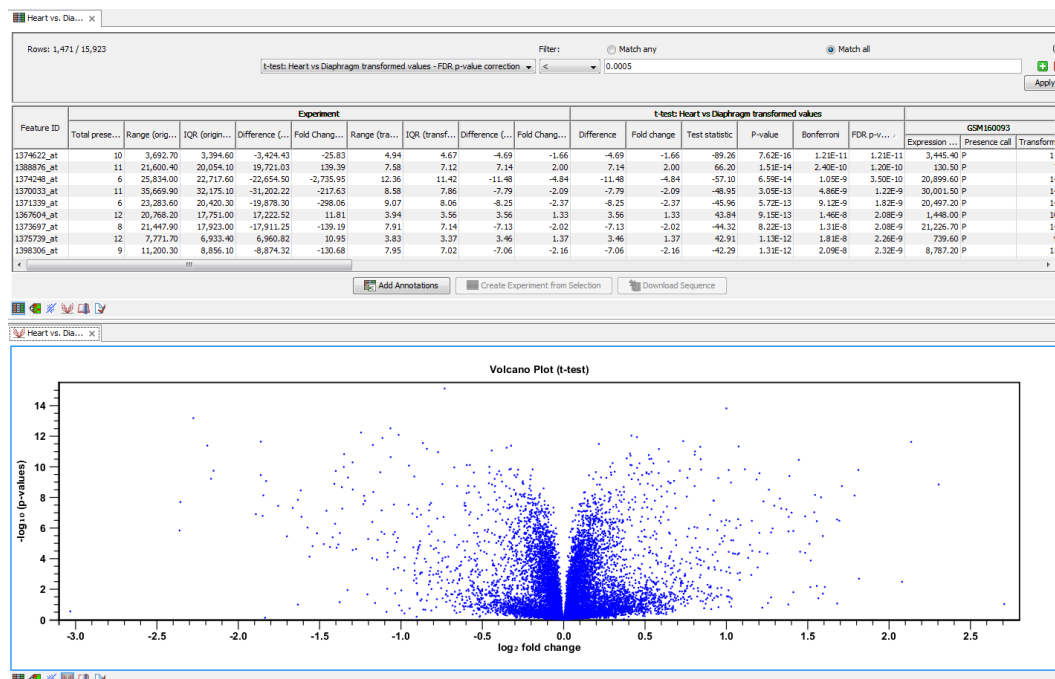 Heart vs. Dia...
Rows: 1,471 / 15,923
Filter: Match any Match all
t-test: Heart vs Diaphragm transformed values - FDR p-value correction < 0.0005
Apply
Experiment t-test: Heart vs Diaphragm transformed values
Feature ID GSM160093
Total prese... Range (orig... IQR (origin... Difference (... Fold Chang... Range (tra... IQR (transf... Difference (... Fold Chang... Difference Fold change Test statistic P-value Bonferroni FDR p-v... Expression ... Presence call Transform
1374622_at 10 3,692.70 3,394.60 -3,424.43 -25.83 4.94 4.67 -4.69 -1.66 -4.69 -1.66 -89.26 7.62E-16 1.21E-11 1.21E-11 3,445.40 P
1388876_at 11 21,600.40 20,054.10 19,721.03 139.39 7.58 7.12 7.14 2.00 7.14 2.00 66.20 1.51E-14 2.40E-10 1.20E-10 130.50 P
1374248_at 6 25,834.00 22,717.60 -22,654.50 -2,735.95 12.36 11.42 -11.48 -4.84 -11.48 -4.84 -57.10 6.59E-14 1.05E-9 3.50E-10 20,899.60 P
1370033_at 11 35,669.90 32,175.10 -31,202.22 -217.63 8.58 7.86 -7.79 -2.09 -7.79 -2.09 -48.95 3.05E-13 4.86E-9 1.22E-9 30,001.50 P
1371339_at 6 23,283.60 20,420.30 -19,878.30 -298.06 9.07 8.06 -8.25 -2.37 -8.25 -2.37 -45.96 5.72E-13 9.12E-9 1.82E-9 20,497.20 P
1367604_at 12 20,768.20 17,751.00 17,222.52 11.81 3.94 3.56 3.56 1.33 3.56 1.33 43.84 9.15E-13 1.46E-8 2.08E-9 1,448.00 P
1373697_at 8 21,447.90 17,923.00 -17,911.25 -139.19 7.91 7.14 -7.13 -2.02 -7.13 -2.02 -44.32 8.22E-13 1.31E-8 2.08E-9 21,226.70 P
1375739_at 12 7,771.70 6,933.40 6,960.82 10.95 3.83 3.37 3.46 1.37 3.46 1.37 42.91 1.13E-12 1.81E-8 2.26E-9 739.60 P
1398306_at 9 11,200.30 8,856.10 -8,874.32 -130.68 7.95 7.02 -7.06 -2.16 -7.06 -2.16 -42.29 1.31E-12 2.09E-8 2.32E-9 8,787.20 P
Add Annotations Create Experiment from Selection Download Sequence
Heart vs. Dia...
Volcano Plot (t-test)
14
12
10
8
6
4
2
0
-log₁₀ (p-values)
-3.0 -2.5 -2.0 -1.5 -1.0 -0.5 0.0 0.5 1.0 1.5 2.0 2.5
log₂ fold change